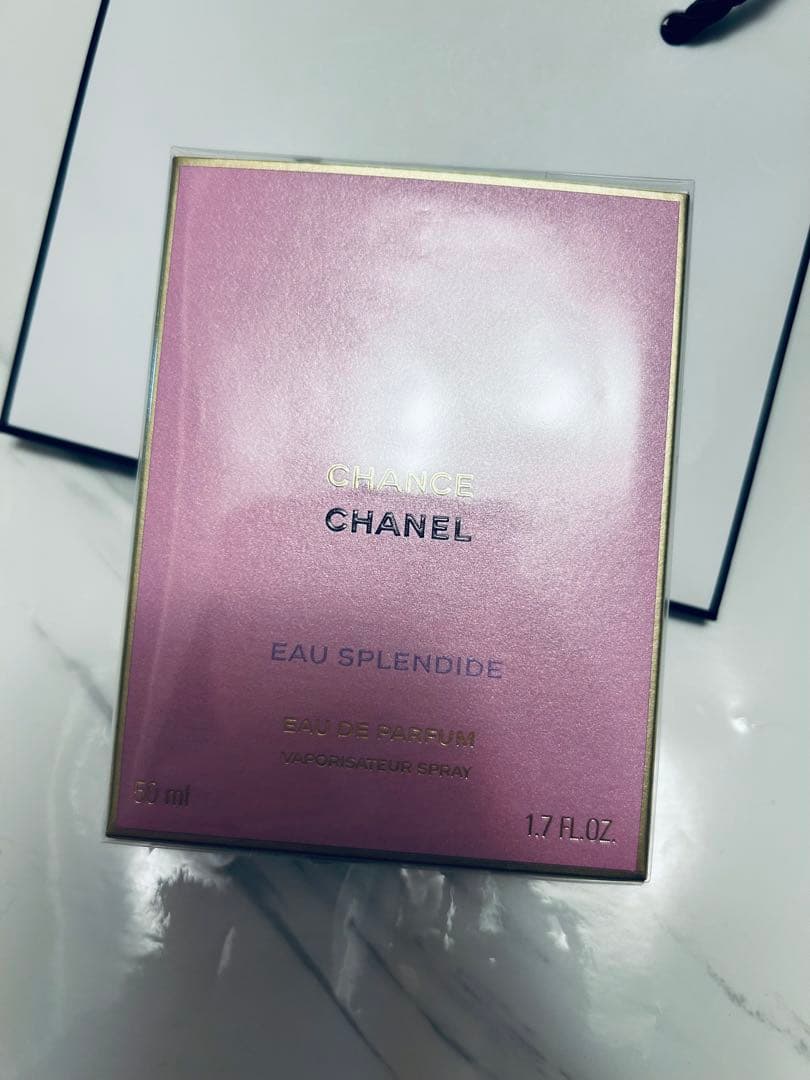 CHANCE
CHANEL
EAU SPLENDIDE
EAU DE PARFUM
VAPORISATEUR SPRAY
50 ml
1.7 FL.OZ.